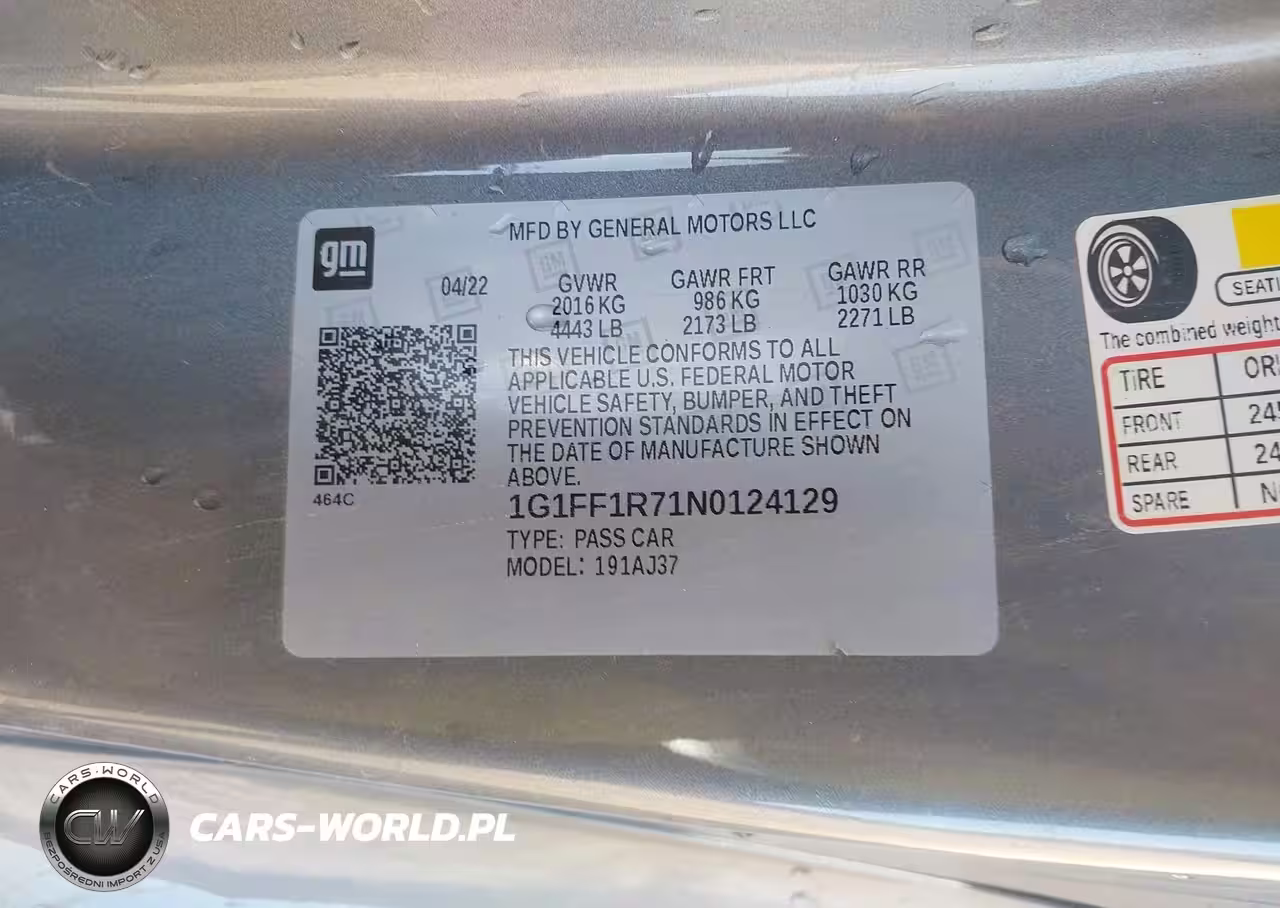 gm
MFD BY GENERAL MOTORS LLC
04/22
GVWR GAWR FRT GAWR RR
2016 KG 986 KG 1030 KG
4443 LB 2173 LB 2271 LB
THIS VEHICLE CONFORMS TO ALL
APPLICABLE U.S. FEDERAL MOTOR
VEHICLE SAFETY, BUMPER, AND THEFT
PREVENTION STANDARDS IN EFFECT ON
THE DATE OF MANUFACTURE SHOWN
ABOVE.
464C
1G1FF1R71N0124129
TYPE: PASS CAR
MODEL: 191AJ37
The combined weight
TIRE
FRONT
REAR
SPARE
CARS-WORLD
CW
BEZPOŚREDNI IMPORT Z USA
CARS-WORLD.PL